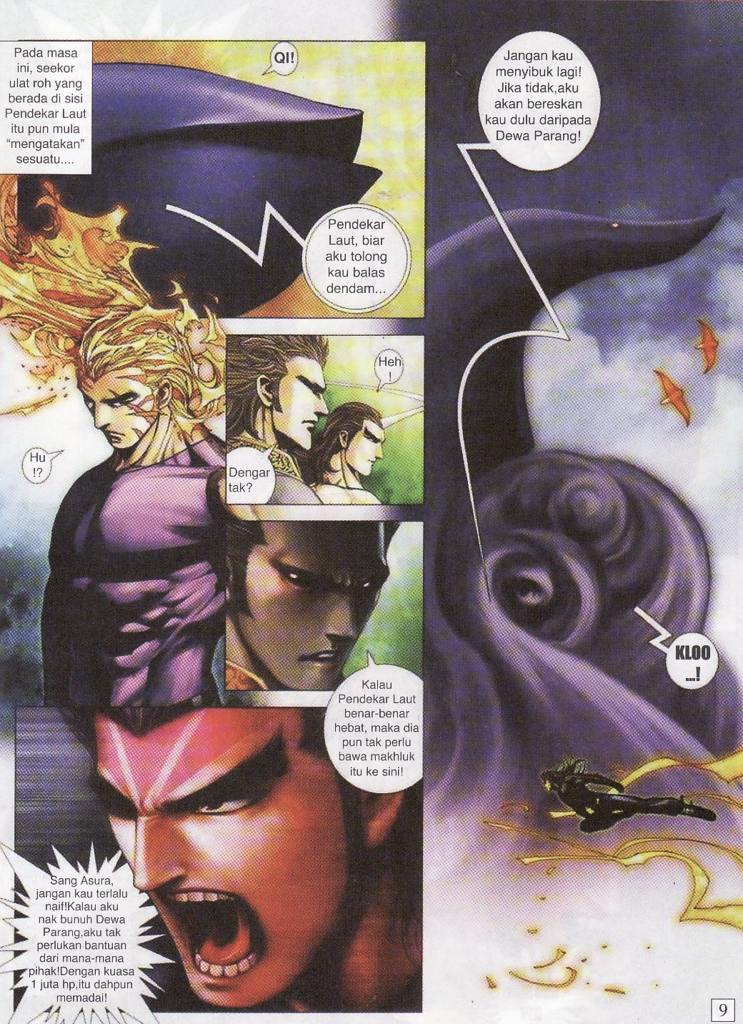 Pada masa
ini, seekor
ulat roh yang
berada di sisi
Pendekar Laut
itu pun mula
"mengatakan"
sesuatu....
QI!
Pendekar
Laut, biar
aku tolong
kau balas
dendam...
Hu
!?
Heh
!
Dengar
tak?
Kalau
Pendekar Laut
benar-benar
hebat, maka dia
pun tak perlu
bawa makhluk
itu ke sini!
Sang Asura,
jangan kau terlalu
naif!Kalau aku
nak bunuh Dewa
Parang,aku tak
perlukan bantuan
dari mana-mana
pihak!Dengan kuasa
1 juta hp,itu dahpun
memadai!
Jangan kau
menyibuk lagi!
Jika tidak,aku
akan bereskan
kau dulu daripada
Dewa Parang!
KLOO
...!
9